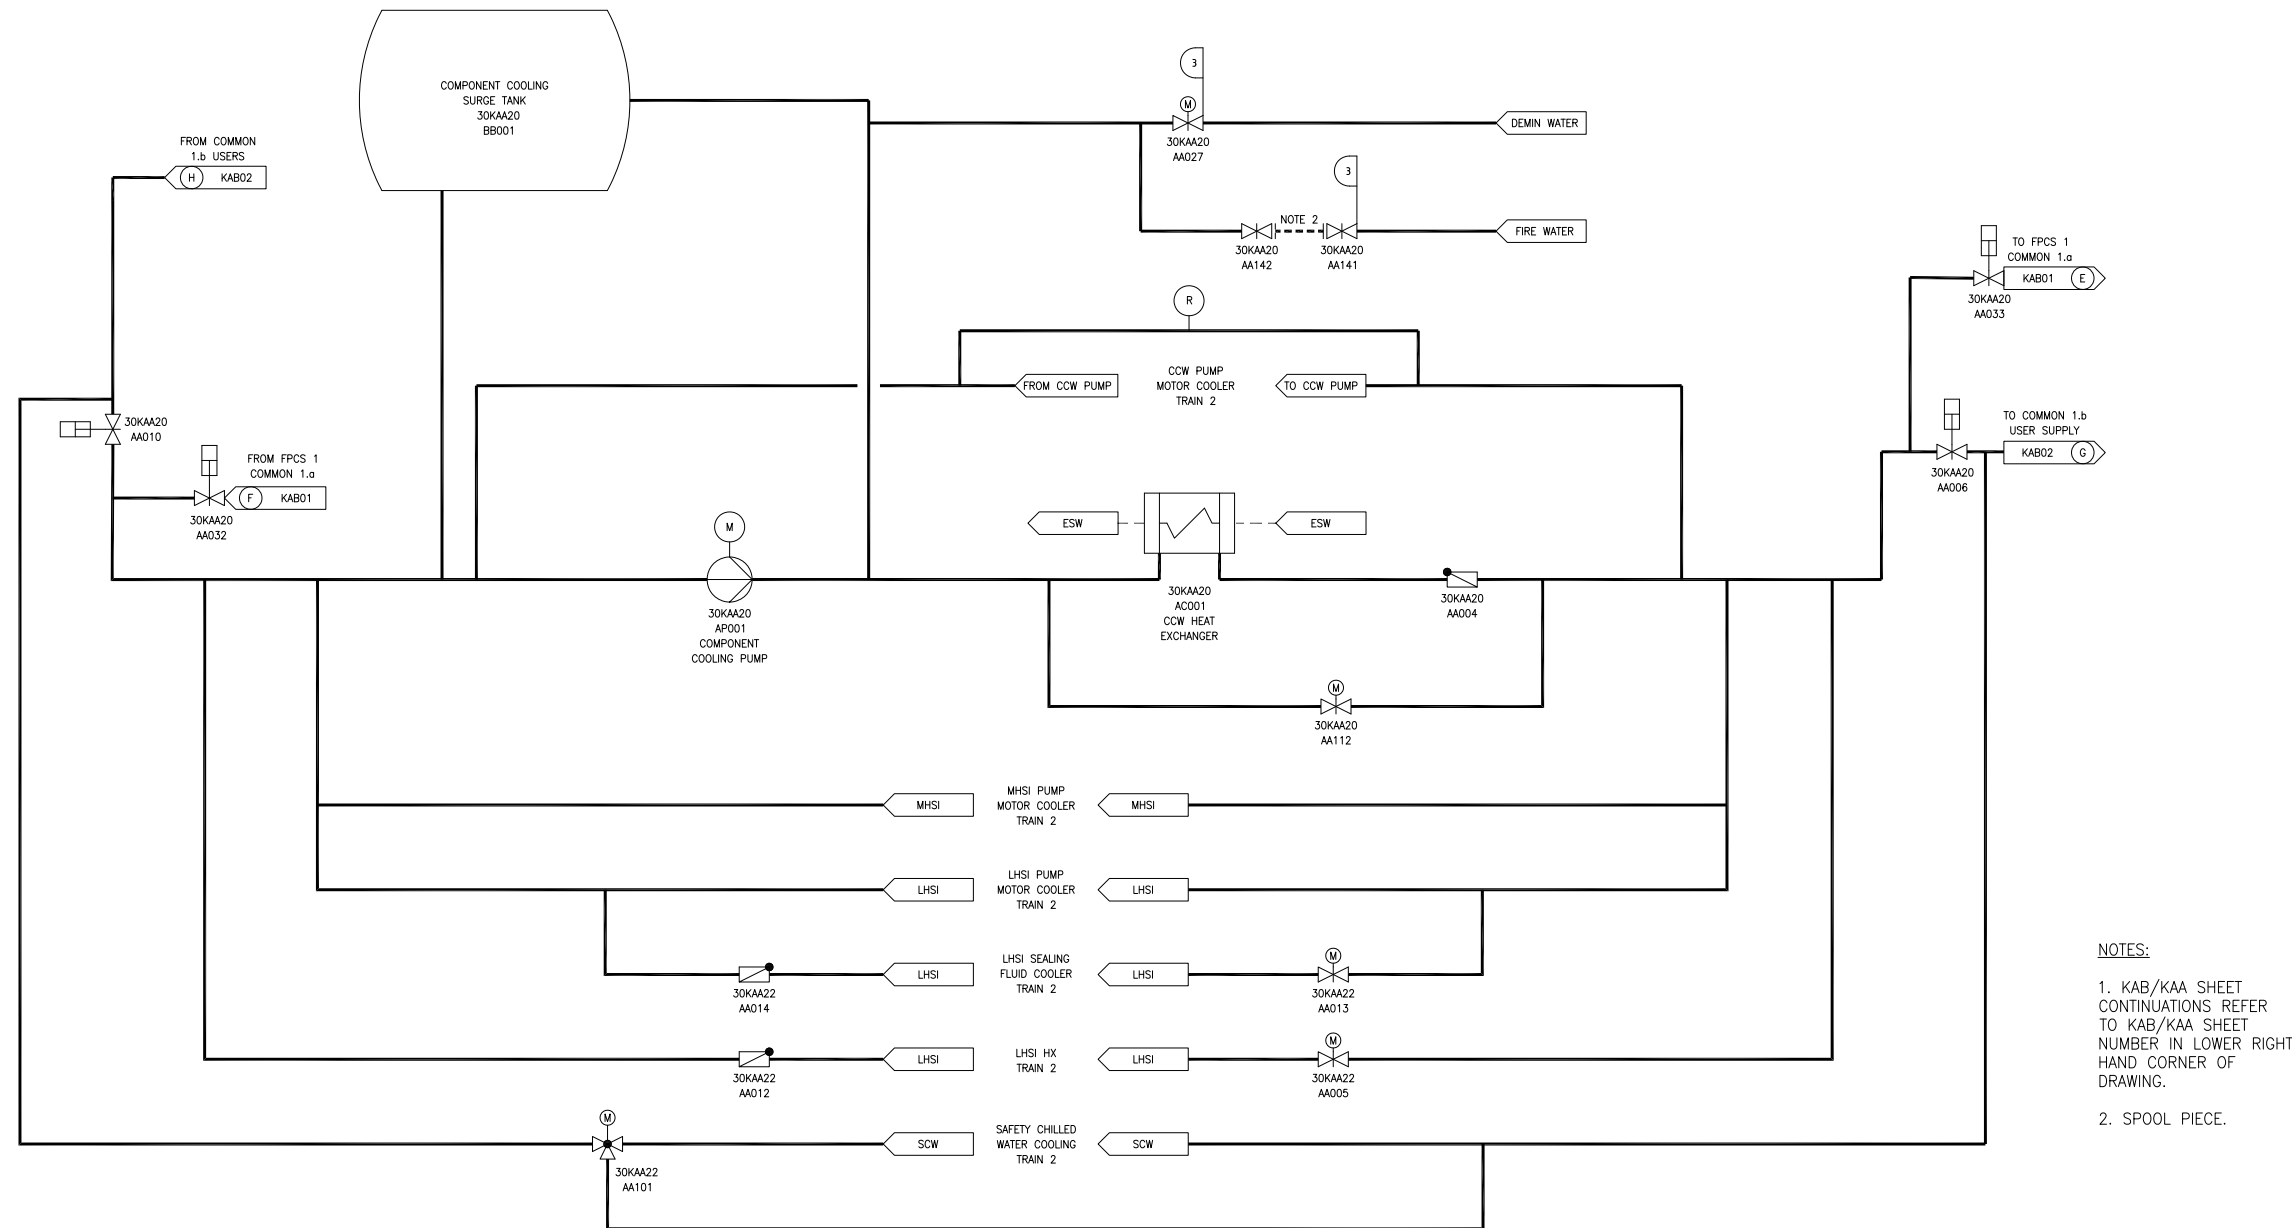 COMPONENT COOLING
SURGE TANK
30KAA20
BB001
3
M
DEMIN WATER
30KAA20
AA027
FROM COMMON
1.b USERS
H KAB02
3
NOTE 2
FIRE WATER
30KAA20
AA142
30KAA20
AA141
TO FPCS 1
COMMON 1.a
KAB01 E
30KAA20
AA033
R
FROM CCW PUMP
CCW PUMP
MOTOR COOLER
TRAIN 2
TO CCW PUMP
30KAA20
AA010
TO COMMON 1.b
USER SUPPLY
KAB02 G
30KAA20
AA006
FROM FPCS 1
COMMON 1.a
F KAB01
30KAA20
AA032
M
ESW
ESW
30KAA20
AP001
COMPONENT
COOLING PUMP
30KAA20
AC001
CCW HEAT
EXCHANGER
30KAA20
AA004
M
30KAA20
AA112
MHSI
MHSI PUMP
MOTOR COOLER
TRAIN 2
MHSI
LHSI
LHSI PUMP
MOTOR COOLER
TRAIN 2
LHSI
30KAA22
AA014
LHSI
LHSI SEALING
FLUID COOLER
TRAIN 2
LHSI
M
30KAA22
AA013
30KAA22
AA012
LHSI
LHSI HX
TRAIN 2
LHSI
M
30KAA22
AA005
M
30KAA22
AA101
SCW
SAFETY CHILLED
WATER COOLING
TRAIN 2
SCW
NOTES:
1. KAB/KAA SHEET
CONTINUATIONS REFER
TO KAB/KAA SHEET
NUMBER IN LOWER RIGHT
HAND CORNER OF
DRAWING.
2. SPOOL PIECE.